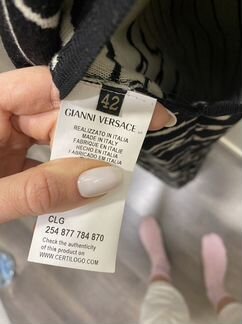 42
GIANNI VERSACE
REALIZZATO IN ITALIA
MADE IN ITALY
FABRIQUE EN ITALIE
HECHO EN ITALIA
FABRICADO EN ITALIA
CLG
254 877 784 870
Check the authenticity
of this product on
WWW.CERTILOGO.COM